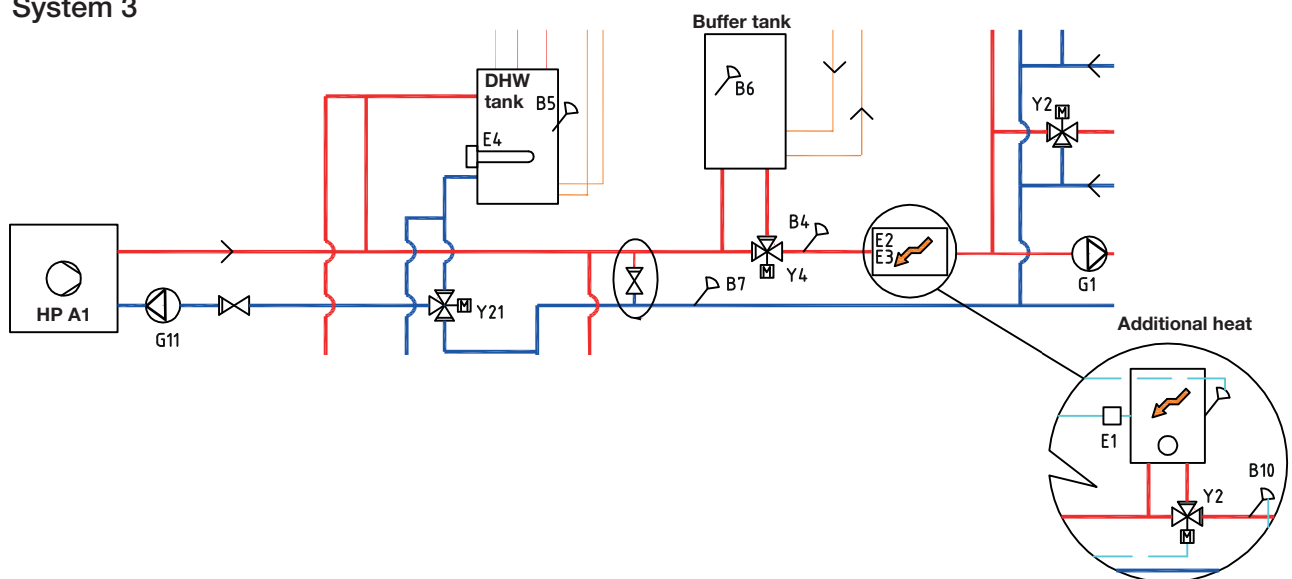 System 3
Buffer tank
DHW
tank
B5
E4
B6
Y2
M
B4
E2
E3
M
Y4
G1
HP A1
G11
M
Y21
B7
Additional heat
E1
B10
Y2
M